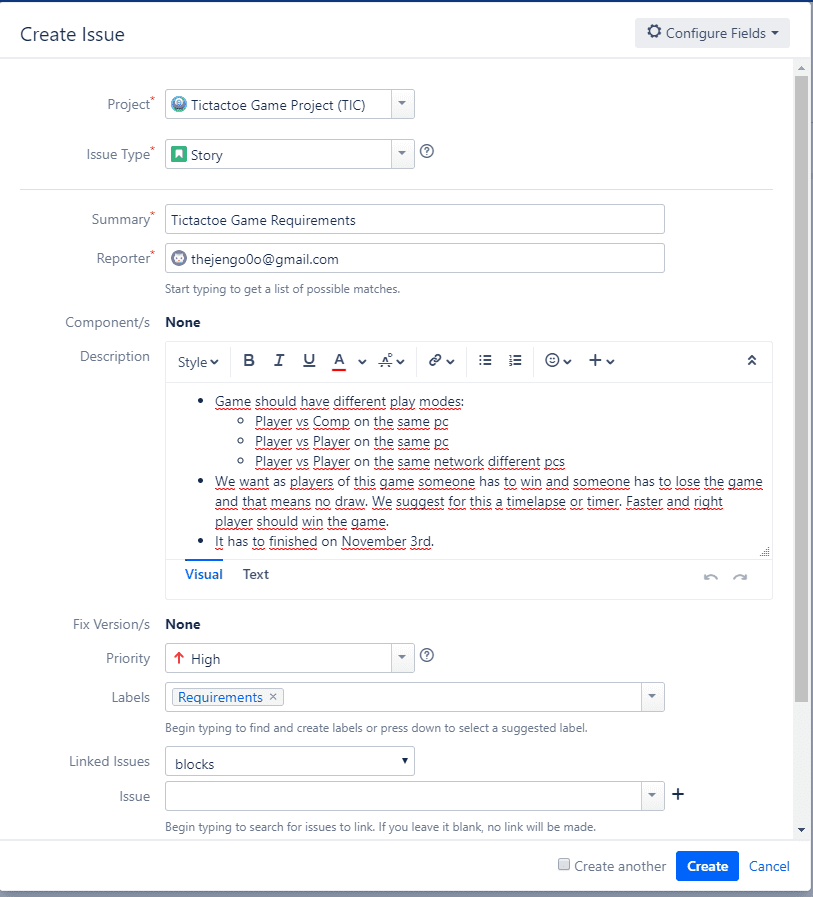 Create Issue
Configure Fields
Project*
Tictactoe Game Project (TIC)
Issue Type*
Story
Summary*
Tictactoe Game Requirements
Reporter*
thejengo0o@gmail.com
Start typing to get a list of possible matches.
Component/s
None
Description
Style
B I U A
Game should have different play modes:
Player vs Comp on the same pc
Player vs Player on the same pc
Player vs Player on the same network different pcs
We want as players of this game someone has to win and someone has to lose the game
and that means no draw. We suggest for this a timelapse or timer. Faster and right
player should win the game.
It has to finished on November 3rd.
Visual Text
Fix Version/s
None
Priority
High
Labels
Requirements ×
Begin typing to find and create labels or press down to select a suggested label.
Linked Issues
blocks
Issue
Begin typing to search for issues to link. If you leave it blank, no link will be made.
Create another
Create
Cancel